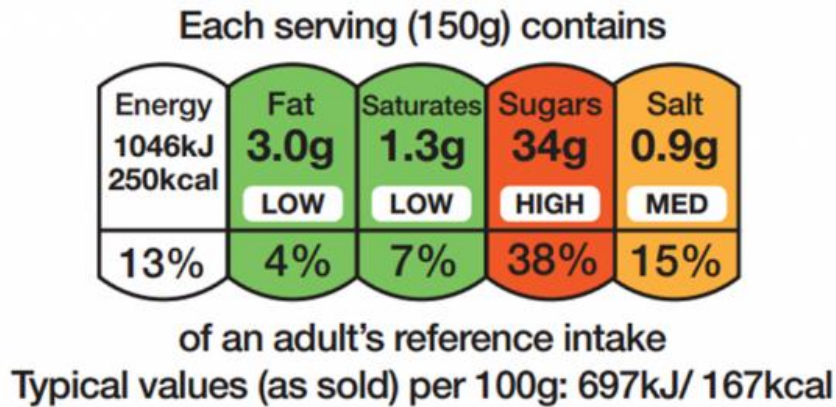 Each serving (150g) contains
Energy Fat Saturates Sugars Salt
1046kJ 3.0g 1.3g 34g 0.9g
250kcal
LOW LOW HIGH MED
13% 4% 7% 38% 15%
of an adult's reference intake
Typical values (as sold) per 100g: 697kJ/ 167kcal